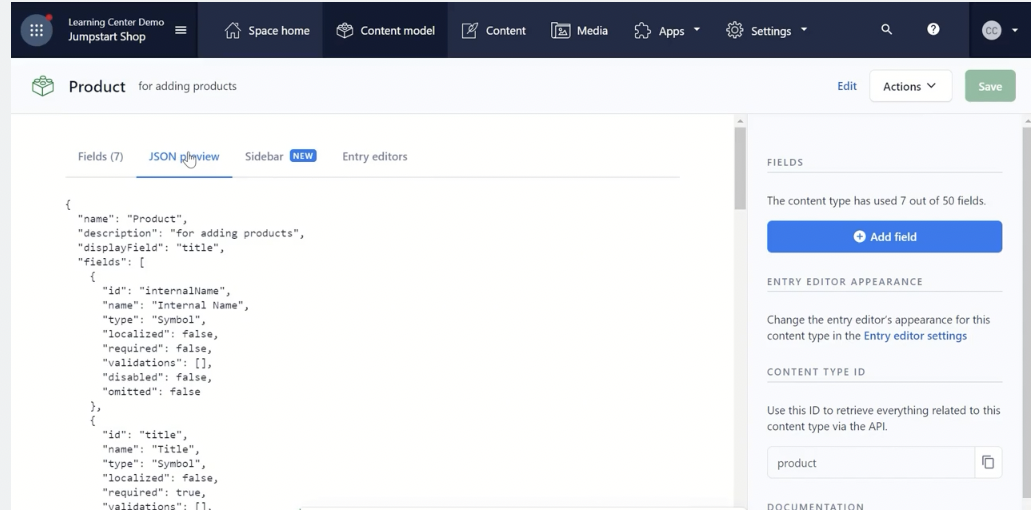 Learning Center Demo
Jumpstart Shop
Space home
Content model
Content
Media
Apps
Settings
CC
Product
for adding products
Edit
Actions
Save
Fields (7)
JSON preview
Sidebar NEW
Entry editors
{
"name": "Product",
"description": "for adding products",
"displayField": "title",
"fields": [
{
"id": "internalName",
"name": "Internal Name",
"type": "Symbol",
"localized": false,
"required": false,
"validations": [],
"disabled": false,
"omitted": false
},
{
"id": "title",
"name": "Title",
"type": "Symbol",
"localized": false,
"required": true,
"validations": [],
FIELDS
The content type has used 7 out of 50 fields.
Add field
ENTRY EDITOR APPEARANCE
Change the entry editor's appearance for this
content type in the Entry editor settings
CONTENT TYPE ID
Use this ID to retrieve everything related to this
content type via the API.
product
DOCUMENTATION